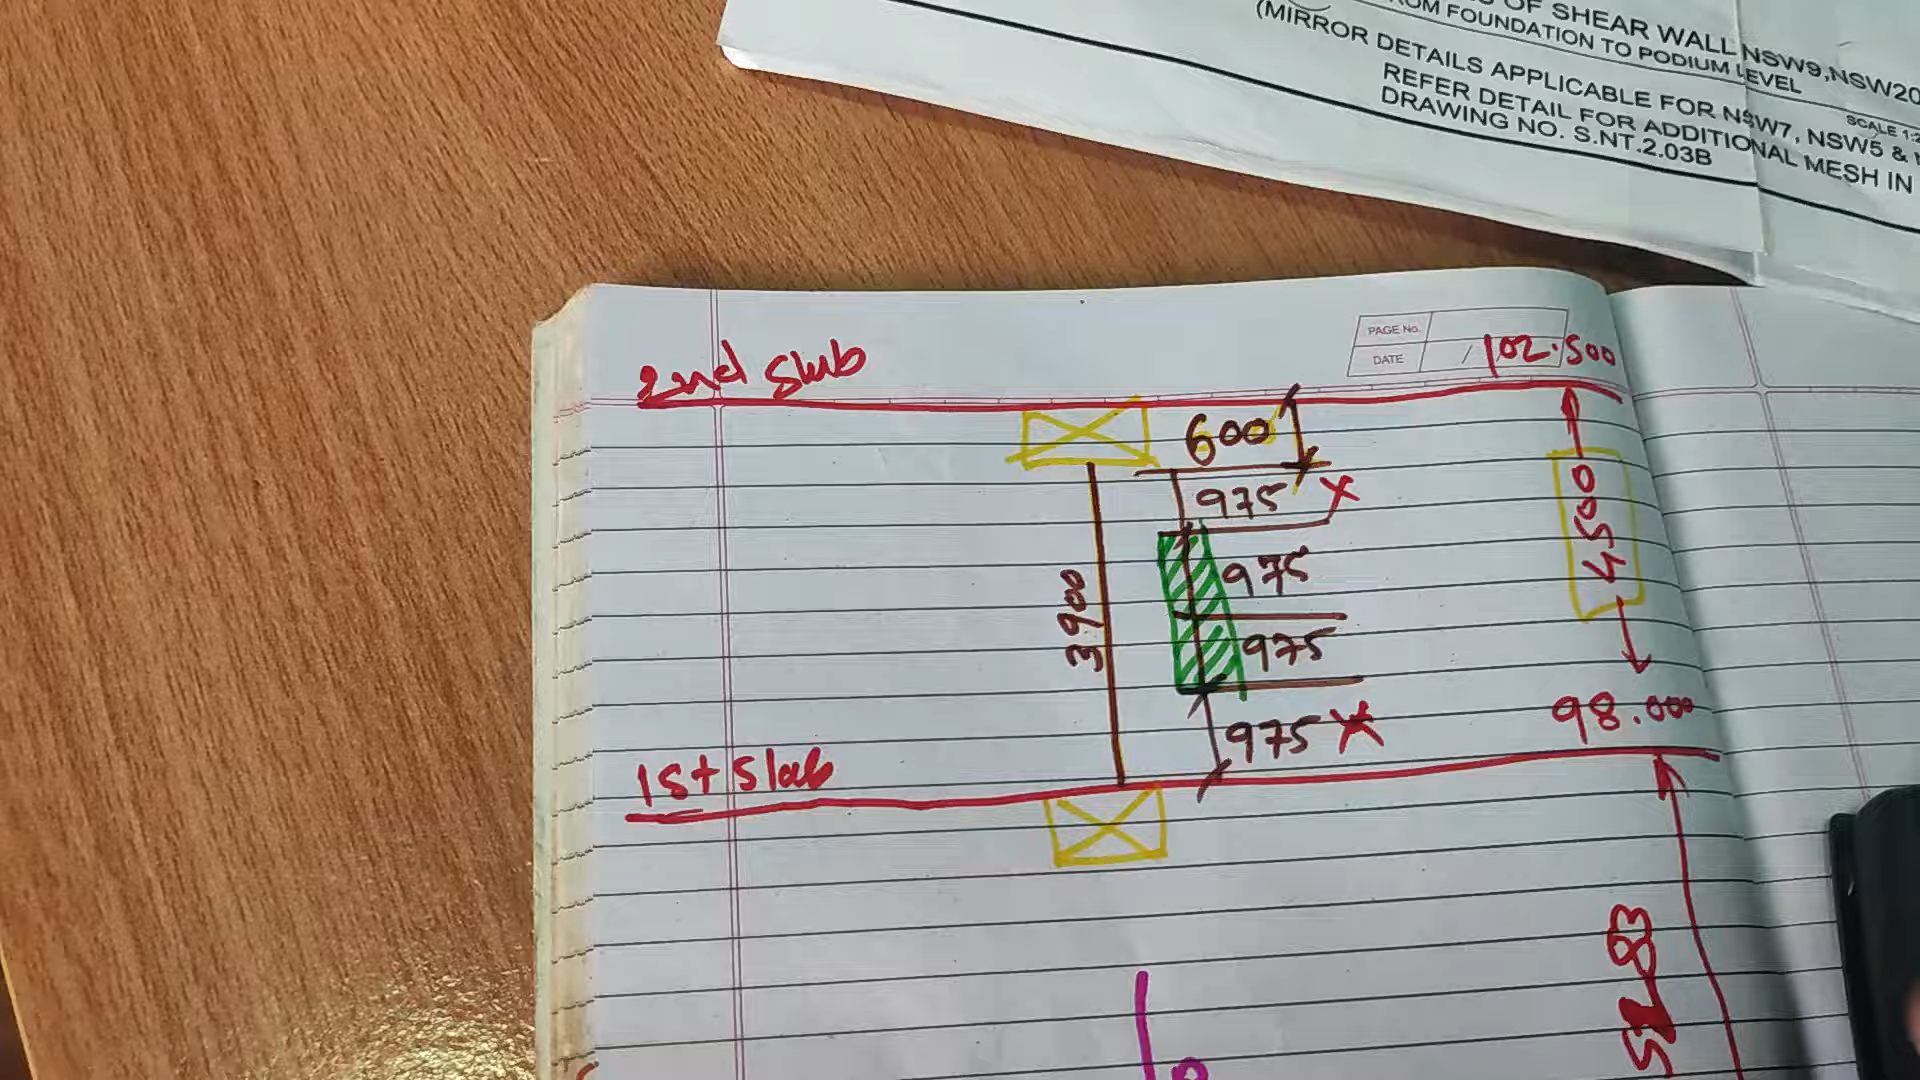 OF SHEAR WALL NSW9,NSW20
ROM FOUNDATION TO PODIUM LEVEL
SCALE 1:2
(MIRROR DETAILS APPLICABLE FOR NSW7, NSW5 &
REFER DETAIL FOR ADDITIONAL MESH IN
DRAWING NO. S.NT.2.03B
PAGE No.
DATE /
2nd Slab
102.500
600
975 X
975
3900
4500
975
98.000
975 X
1st slab